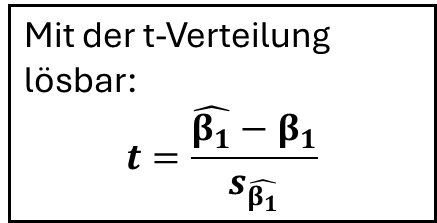 Mit der t-Verteilung
lösbar:
t = (β̂₁ − β₁) / s_β̂₁